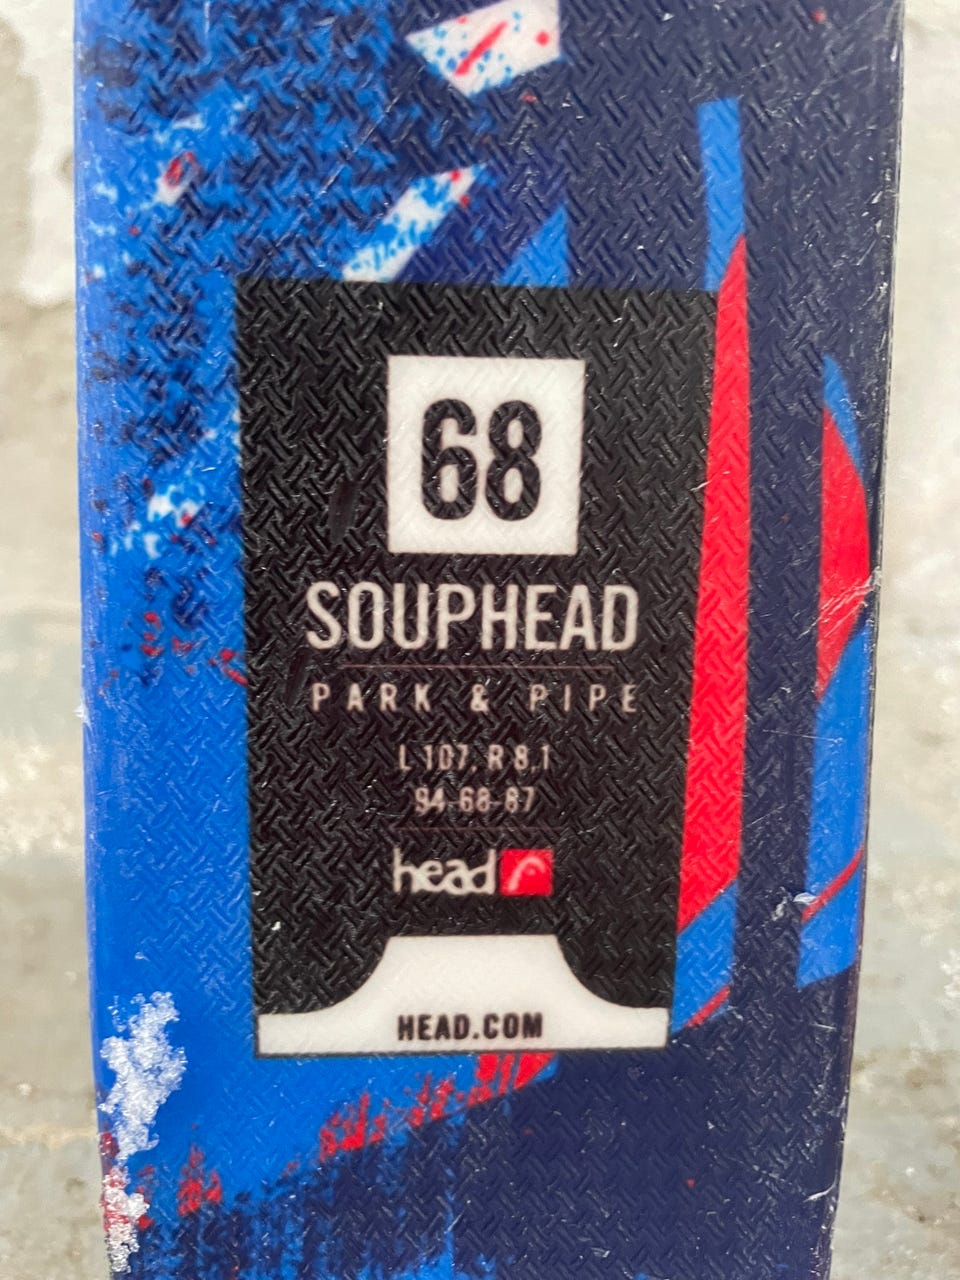 68
SOUPHEAD
PARK & PIPE
L 107, R 8,1
94-68-87
head
HEAD.COM